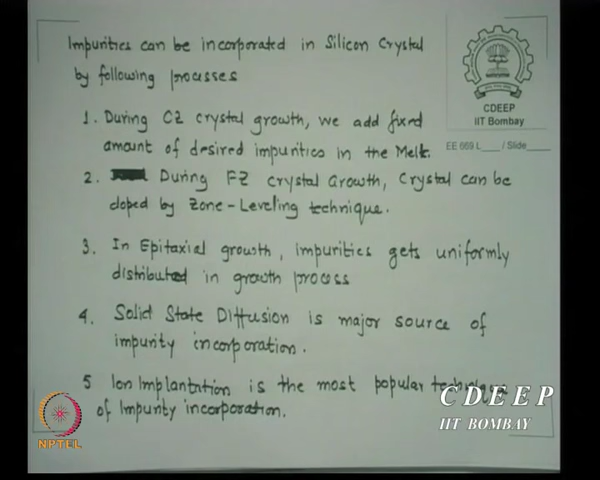 Impurities can be incorporated in Silicon Crystal
by following processes
CDEEP
IIT Bombay
EE 669 L___ / Slide____
1. During CZ crystal growth, we add fixed
amount of desired impurities in the Melt.
2. During FZ Crystal Growth, Crystal can be
doped by Zone-Leveling technique.
3. In Epitaxial growth, impurities gets uniformly
distributed in growth process
4. Solid State Diffusion is major source of
impurity incorporation.
5 Ion Implantation is the most popular technique
of Impurity incorporation.
CDEEP
IIT BOMBAY
NPTEL